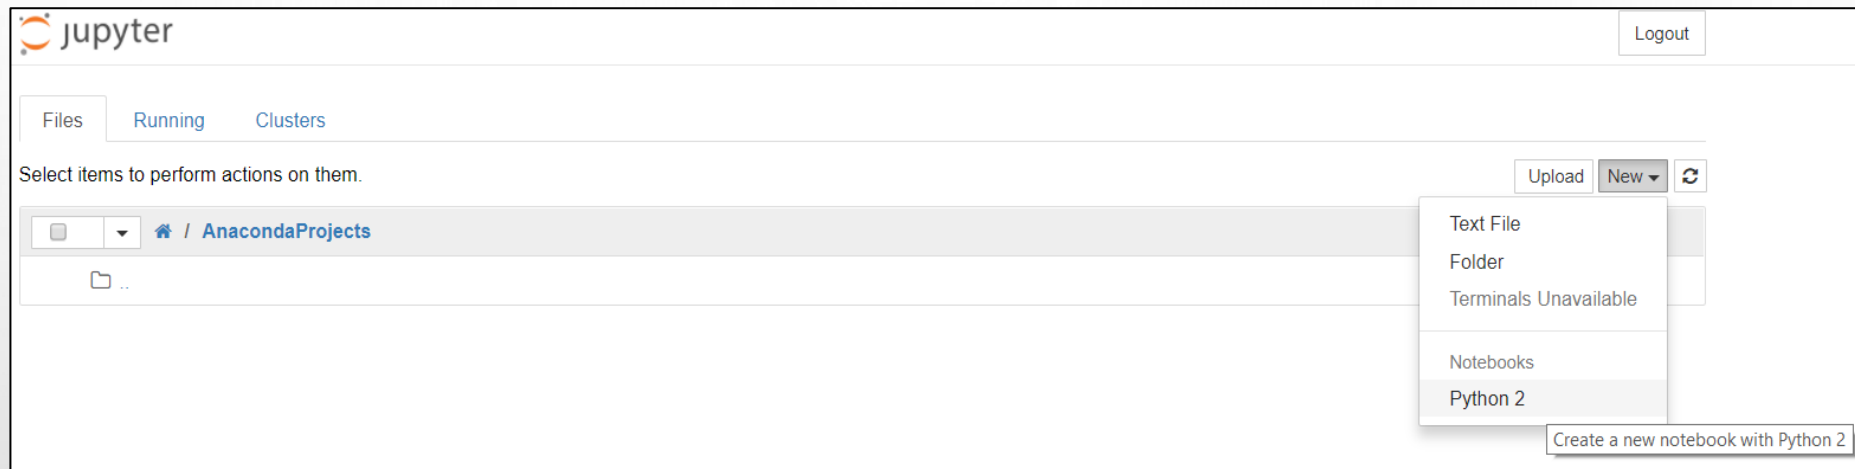 jupyter
Logout
Files Running Clusters
Select items to perform actions on them.
Upload New
/ AnacondaProjects
..
Text File
Folder
Terminals Unavailable
Notebooks
Python 2
Create a new notebook with Python 2